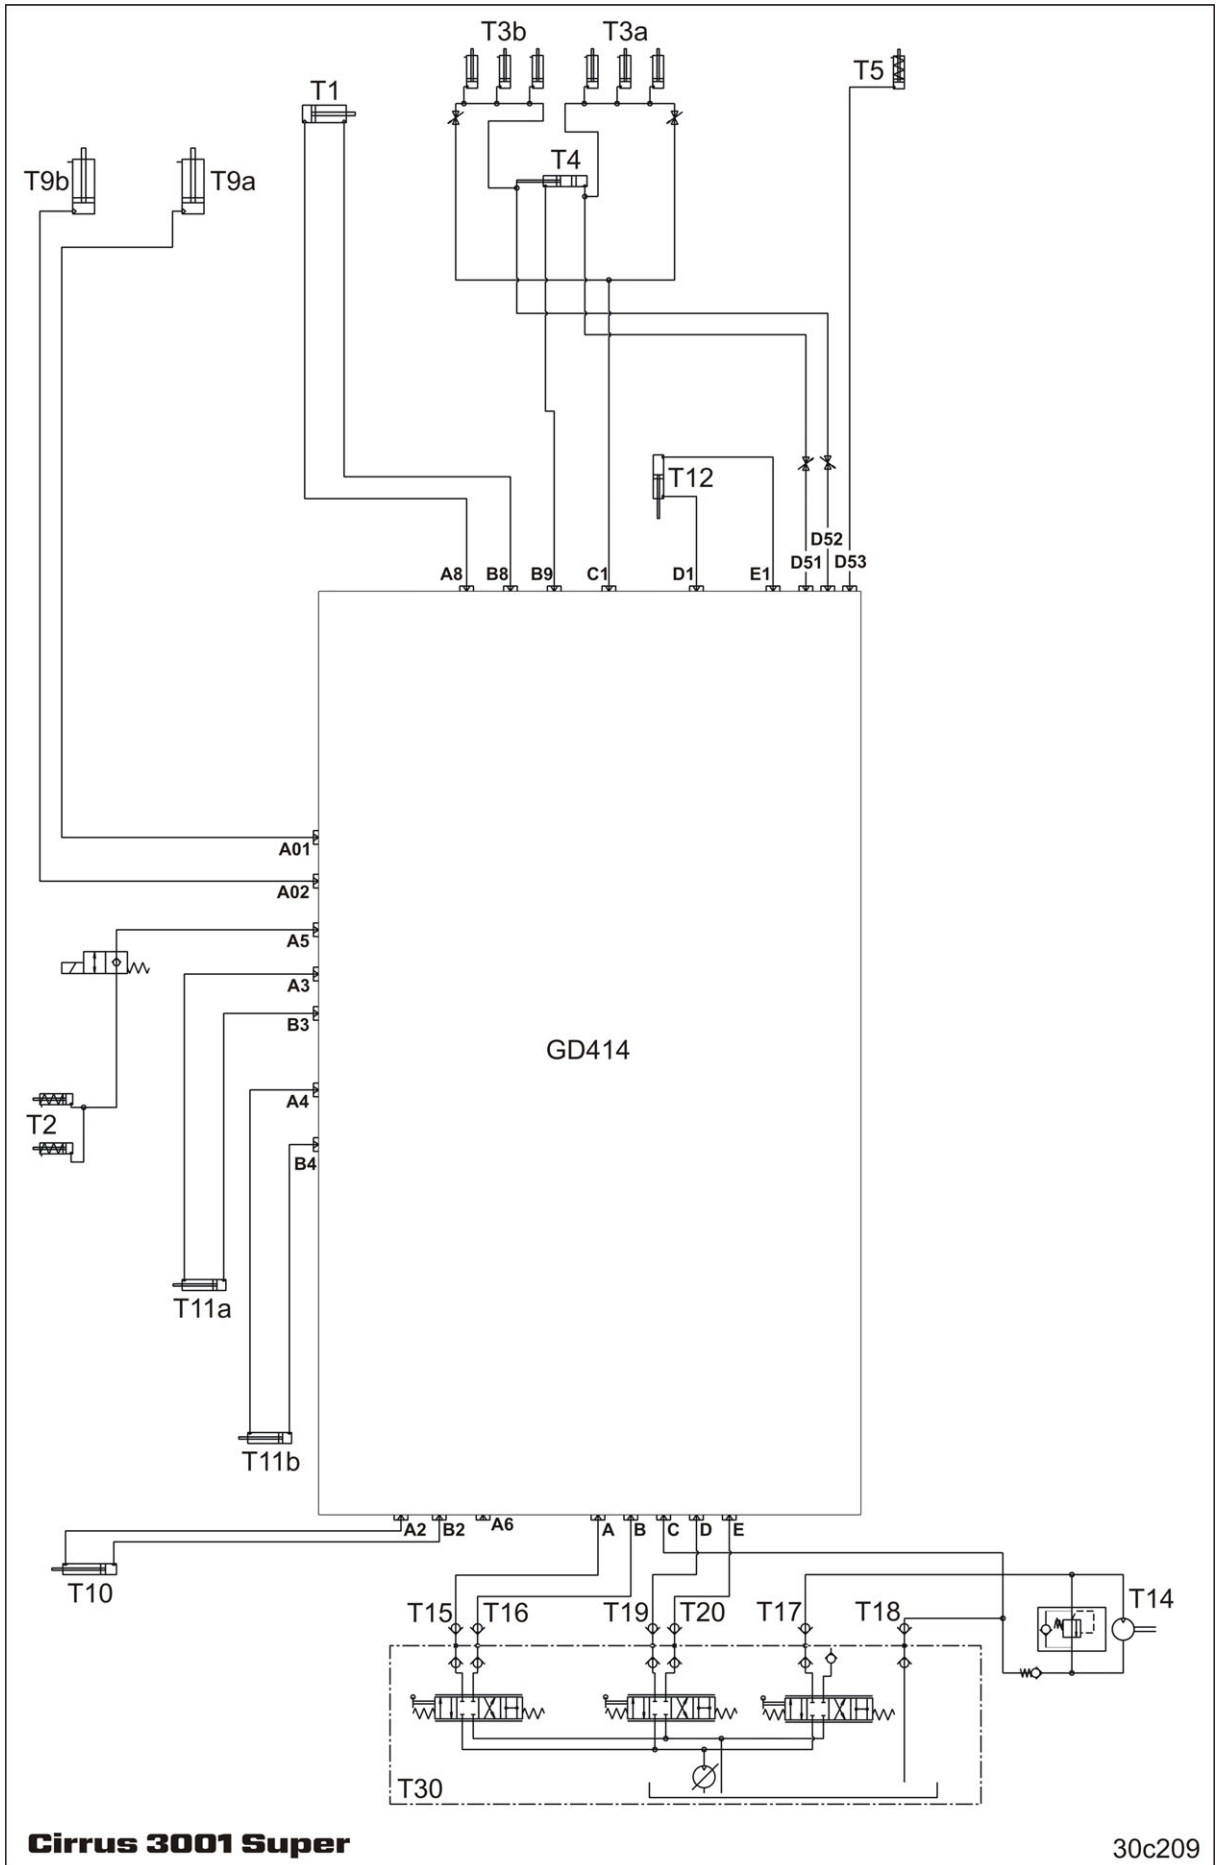 T3b
T3a
T5
T1
T4
T9b
T9a
T12
D52
D51
D53
A8
B8
B9
C1
D1
E1
A01
A02
A5
A3
B3
GD414
A4
T2
B4
T11a
T11b
A2
B2
A6
A
B
C
D
E
T10
T15
T16
T19
T20
T17
T18
T14
T30
Cirrus 3001 Super
30c209